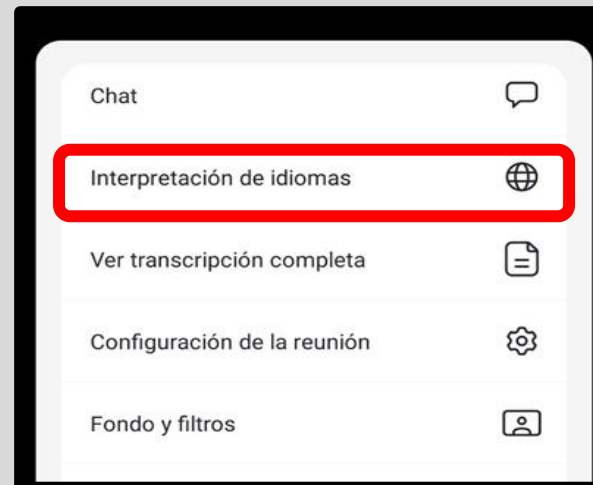 Chat
Interpretación de idiomas
Ver transcripción completa
Configuración de la reunión
Fondo y filtros